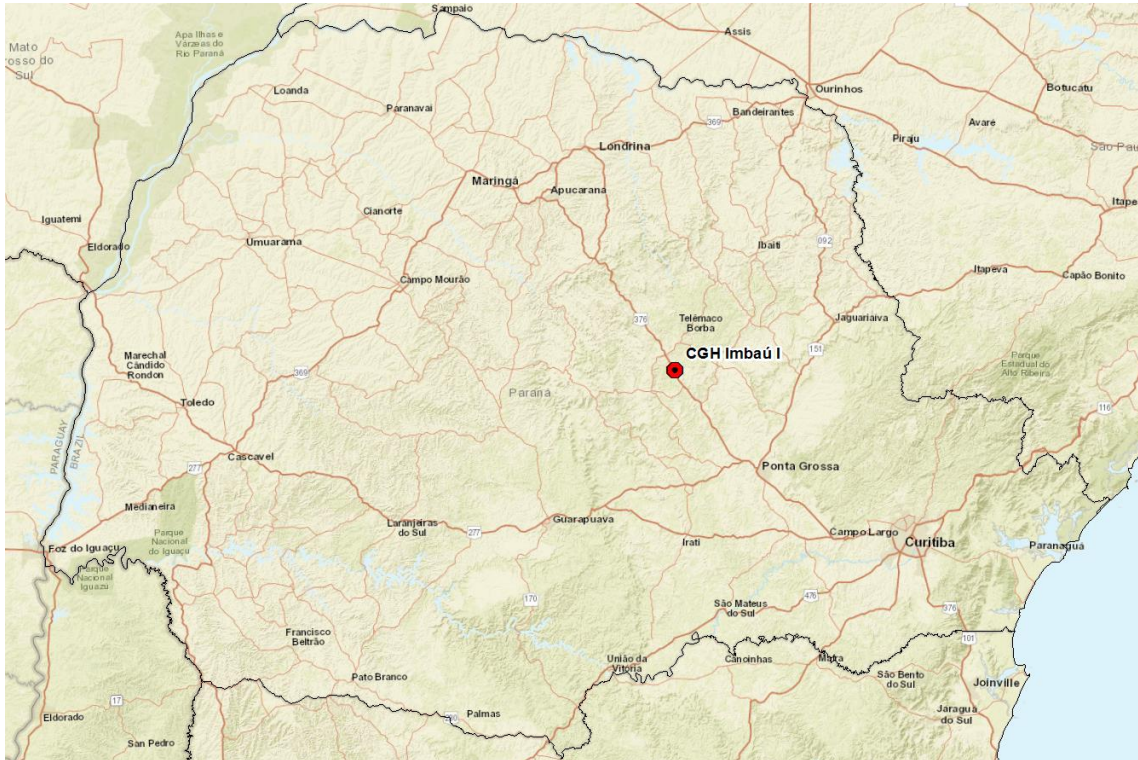 Sampaio
Mato
rosso do
Sul
Apa Ilhas e
Várzeas do
Rio Paraná
Assis
Loanda
Paranavaí
Ourinhos
Botucatu
Bandeirantes
369
Avaré
Piraju
São Pau
Londrina
Maringá
Apucarana
Iguatemi
Cianorte
Itape
Eldorado
Umuarama
092
Ibaiti
Campo Mourão
Itapeva
Capão Bonito
376
Telêmaco
Borba
Jaguariaíva
CGH Imbaú I
151
Parque
Estadual do
Alto Ribeira
Marechal
Cândido
Rondon
369
Paraná
Toledo
116
PARAGUAY
BRAZIL
Cascavel
277
Ponta Grossa
Medianeira
Laranjeiras
do Sul
277
Guarapuava
Campo Largo
Parque
Nacional
do Iguaçu
Irati
Curitiba
Paranaguá
Foz do Iguaçu
Parque
Nacional
Iguazu
170
476
São Mateus
do Sul
376
Francisco
Beltrão
101
União da
Vitória
Canoinhas
Mafra
Pato Branco
São Bento
do Sul
Joinville
17
Eldorado
Palmas
Jaraguá
do Sul
San Pedro